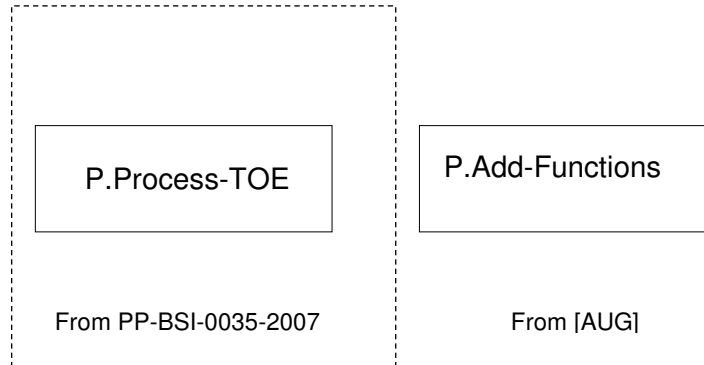 P.Process-TOE
P.Add-Functions
From PP-BSI-0035-2007
From [AUG]